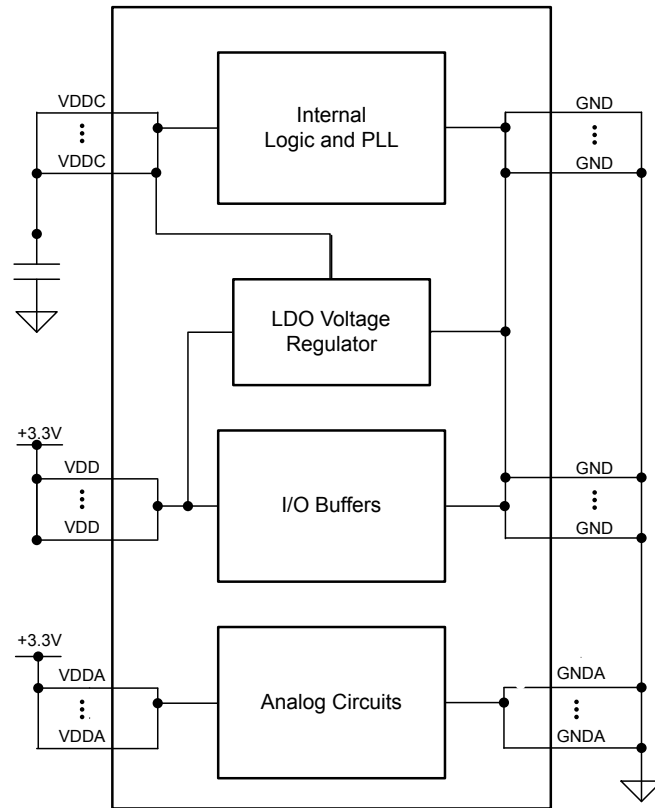 VDDC
VDDC
Internal
Logic and PLL
GND
GND
LDO Voltage
Regulator
+3.3V
VDD
VDD
I/O Buffers
GND
GND
+3.3V
VDDA
VDDA
Analog Circuits
GNDA
GNDA